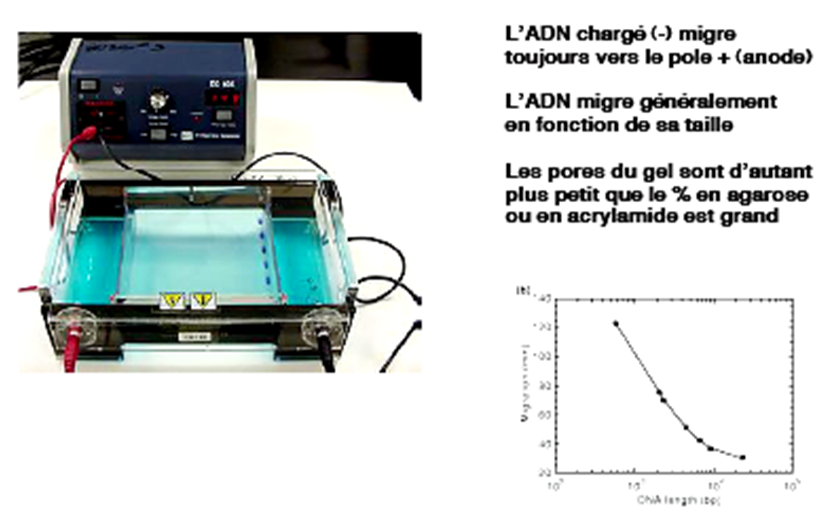 L'ADN chargé (-) migre
toujours vers le pole + (anode)
L'ADN migre généralement
en fonction de sa taille
Les pores du gel sont d'autant
plus petit que le % en agarose
ou en acrylamide est grand
(b)
DNA length (bp)